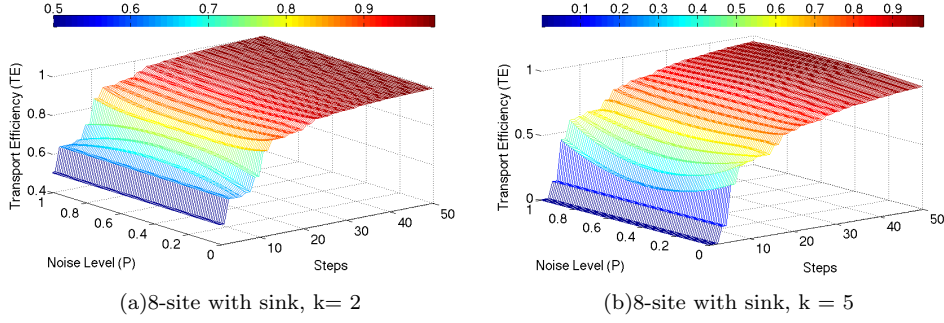 0.5 0.6 0.7 0.8 0.9
0.1 0.2 0.3 0.4 0.5 0.6 0.7 0.8 0.9
Transport Efficiency (TE)
1
0.8
0.6
0.4
1
0.8
0.6
0.4
0.2
0
Noise Level (P)
10
20
30
40
50
Steps
Transport Efficiency (TE)
1
0.5
0
1
0.8
0.6
0.4
0.2
0
Noise Level (P)
10
20
30
40
50
Steps
(a)8-site with sink, k= 2
(b)8-site with sink, k = 5